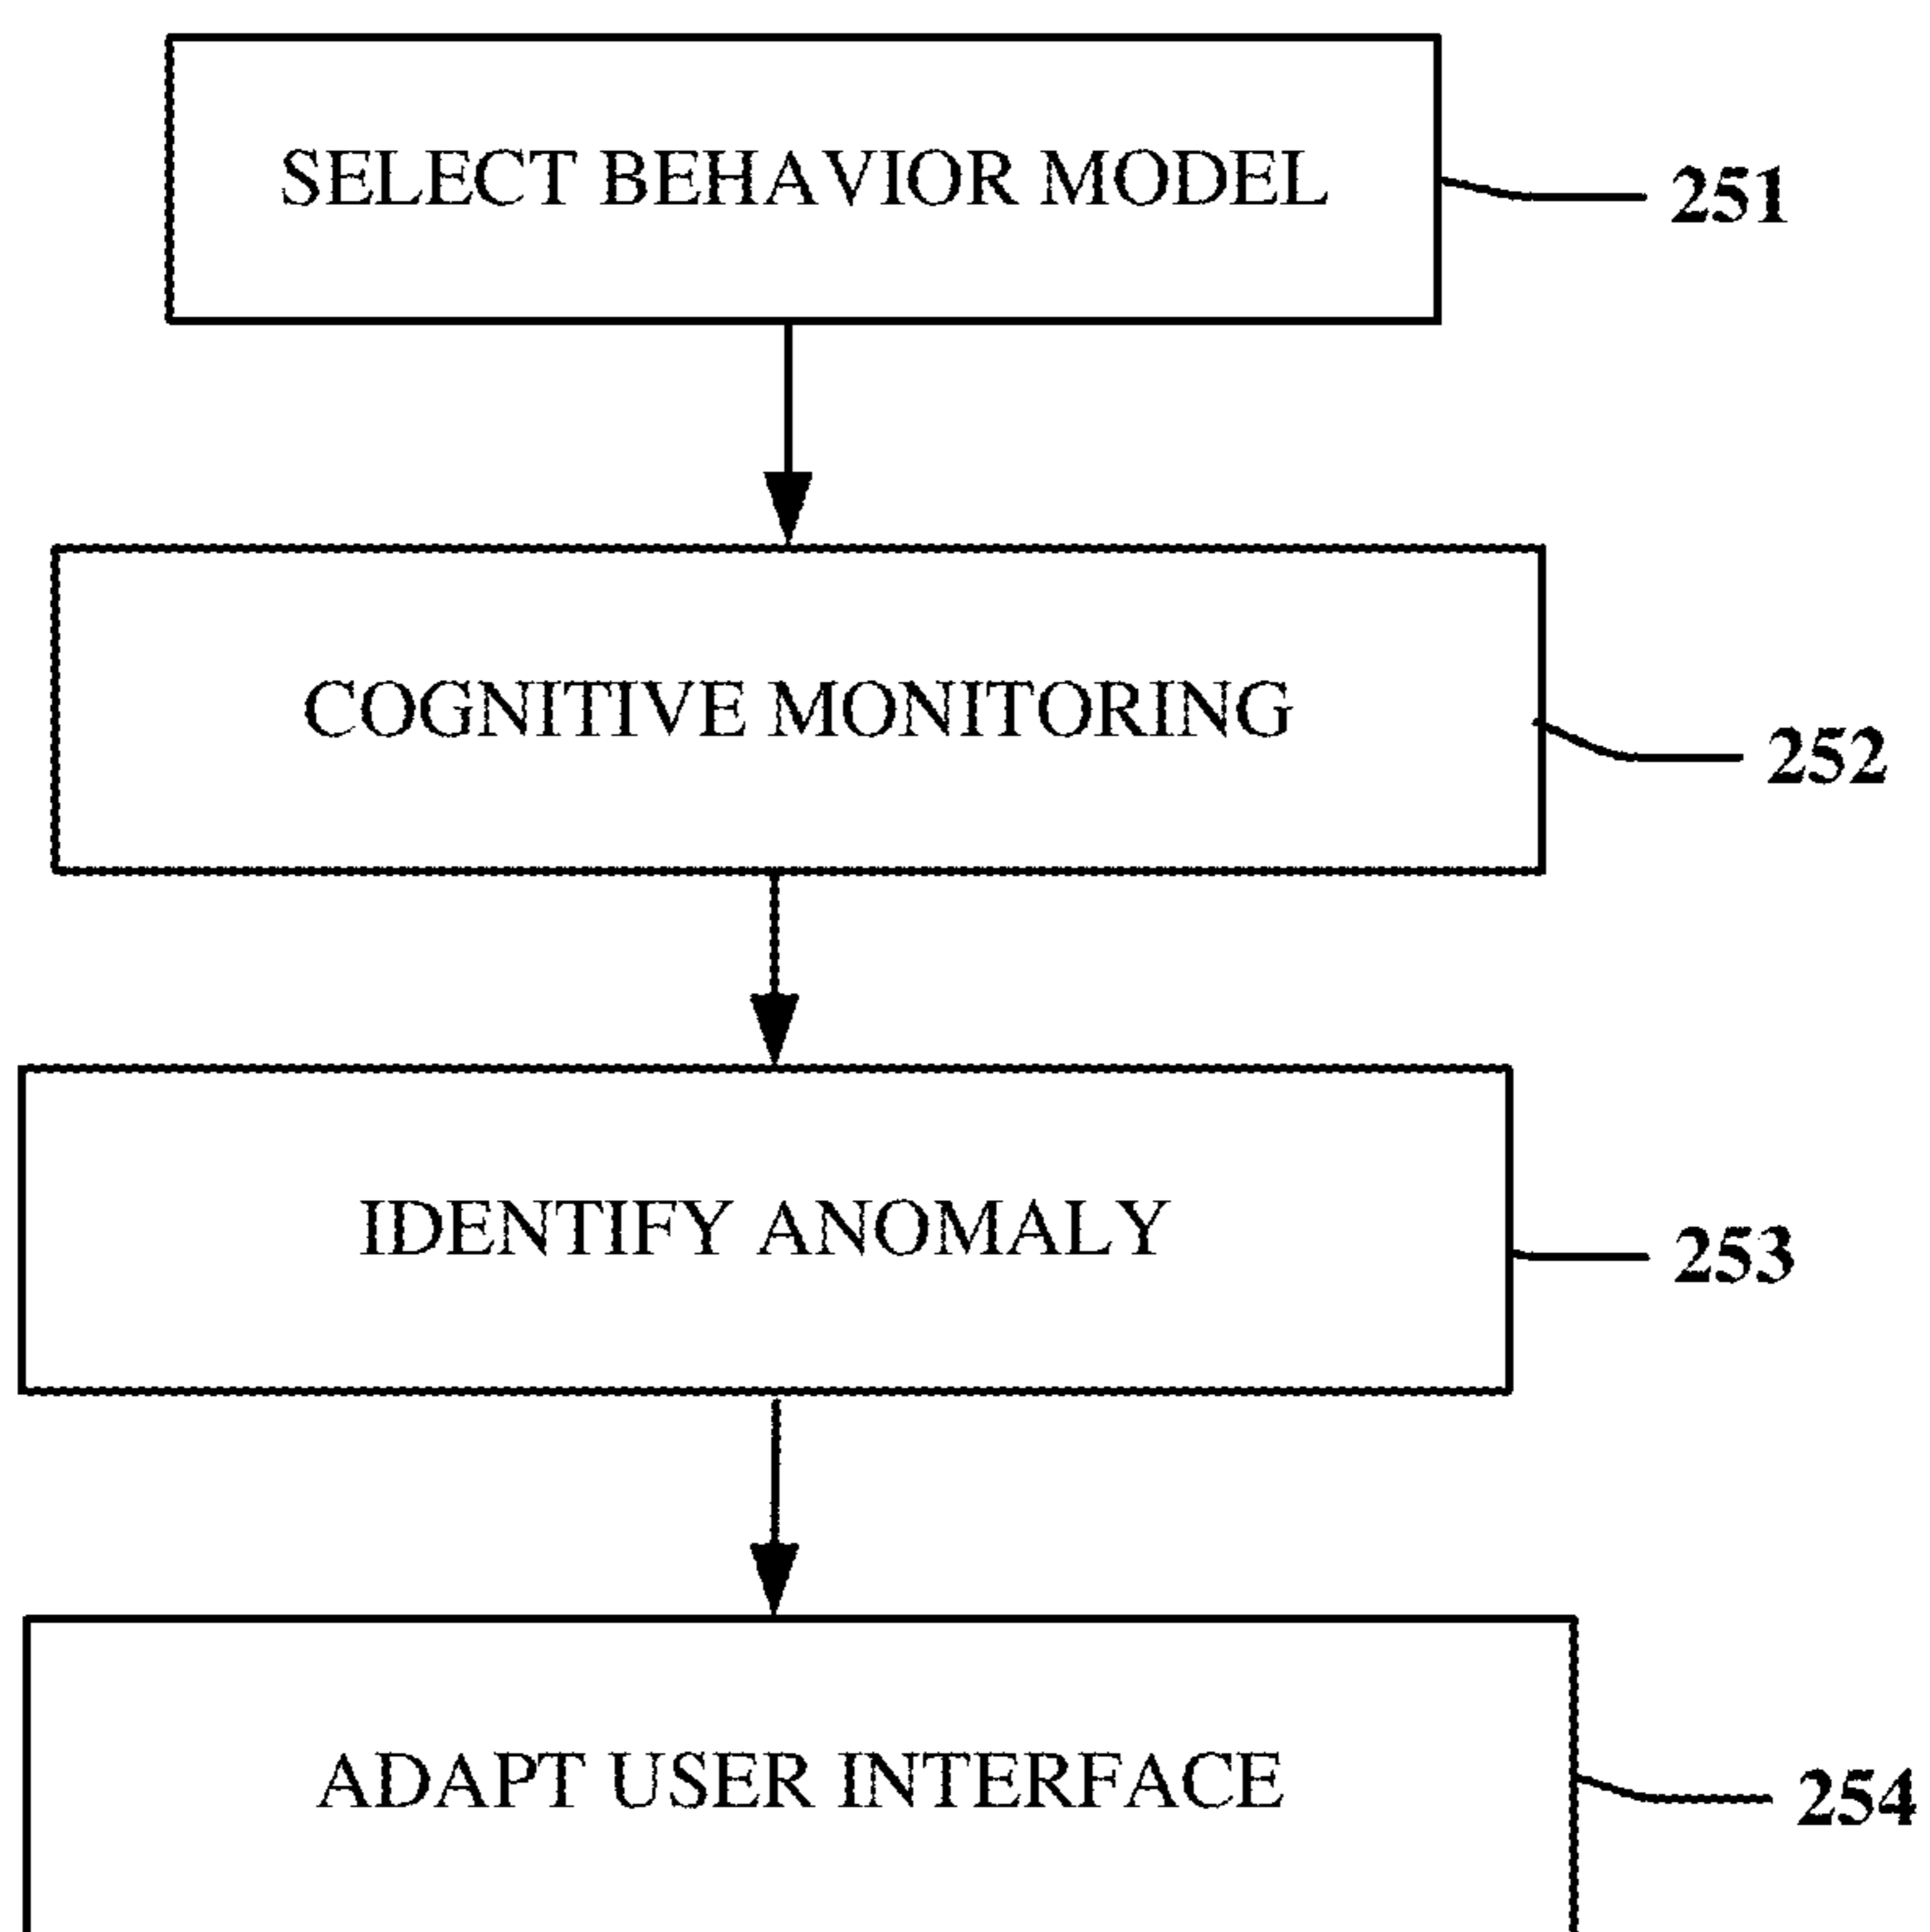 SELECT BEHAVIOR MODEL
251
COGNITIVE MONITORING
252
IDENTIFY ANOMALY
253
ADAPT USER INTERFACE
254